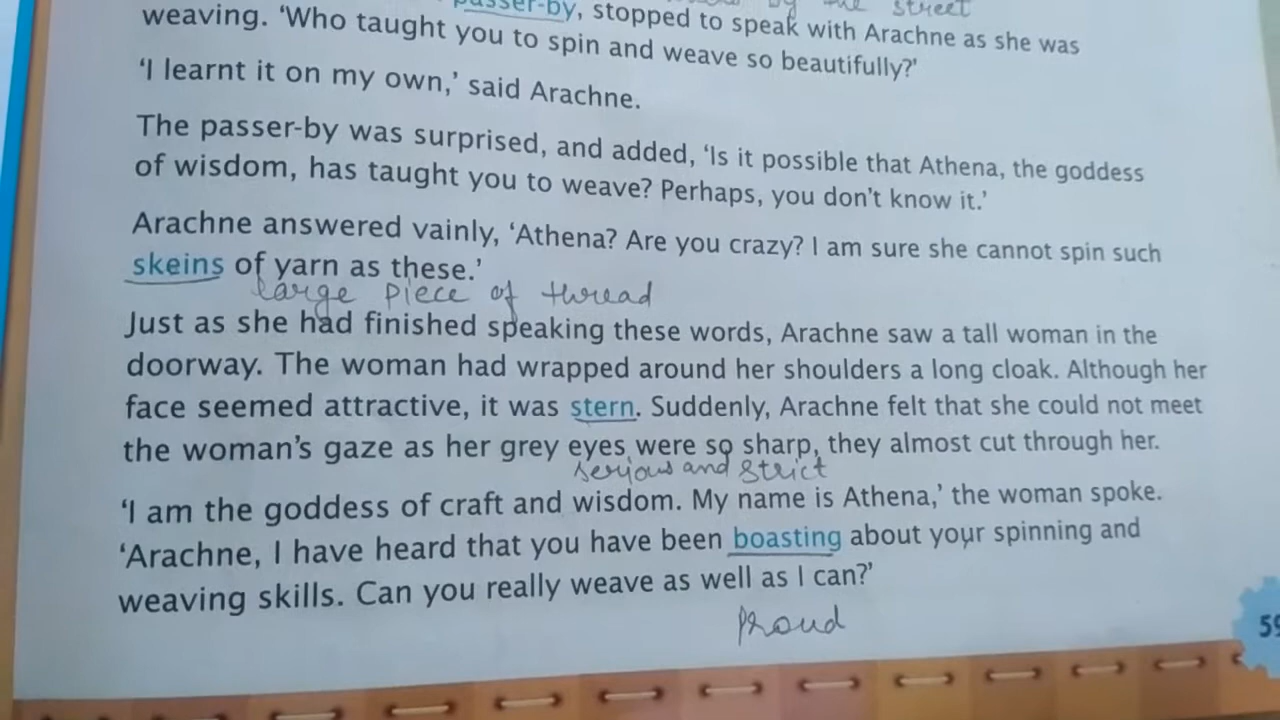 by the street
passer-by, stopped to speak with Arachne as she was
weaving. ‘Who taught you to spin and weave so beautifully?’
‘I learnt it on my own,’ said Arachne.
The passer-by was surprised, and added, ‘Is it possible that Athena, the goddess
of wisdom, has taught you to weave? Perhaps, you don’t know it.’
Arachne answered vainly, ‘Athena? Are you crazy? I am sure she cannot spin such
skeins of yarn as these.’
large piece of thread
Just as she had finished speaking these words, Arachne saw a tall woman in the
doorway. The woman had wrapped around her shoulders a long cloak. Although her
face seemed attractive, it was stern. Suddenly, Arachne felt that she could not meet
the woman’s gaze as her grey eyes were so sharp, they almost cut through her.
serious and strict
‘I am the goddess of craft and wisdom. My name is Athena,’ the woman spoke.
‘Arachne, I have heard that you have been boasting about your spinning and
weaving skills. Can you really weave as well as I can?’
proud